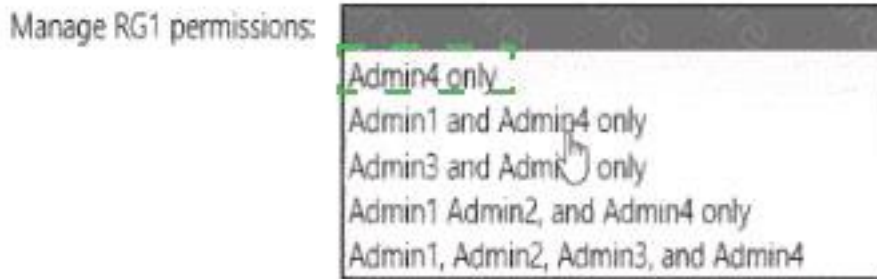 Manage RG1 permissions:
Admin4 only
Admin1 and Admin4 only
Admin3 and Admi only
Admin1 Admin2, and Admin4 only
Admin1, Admin2, Admin3, and Admin4